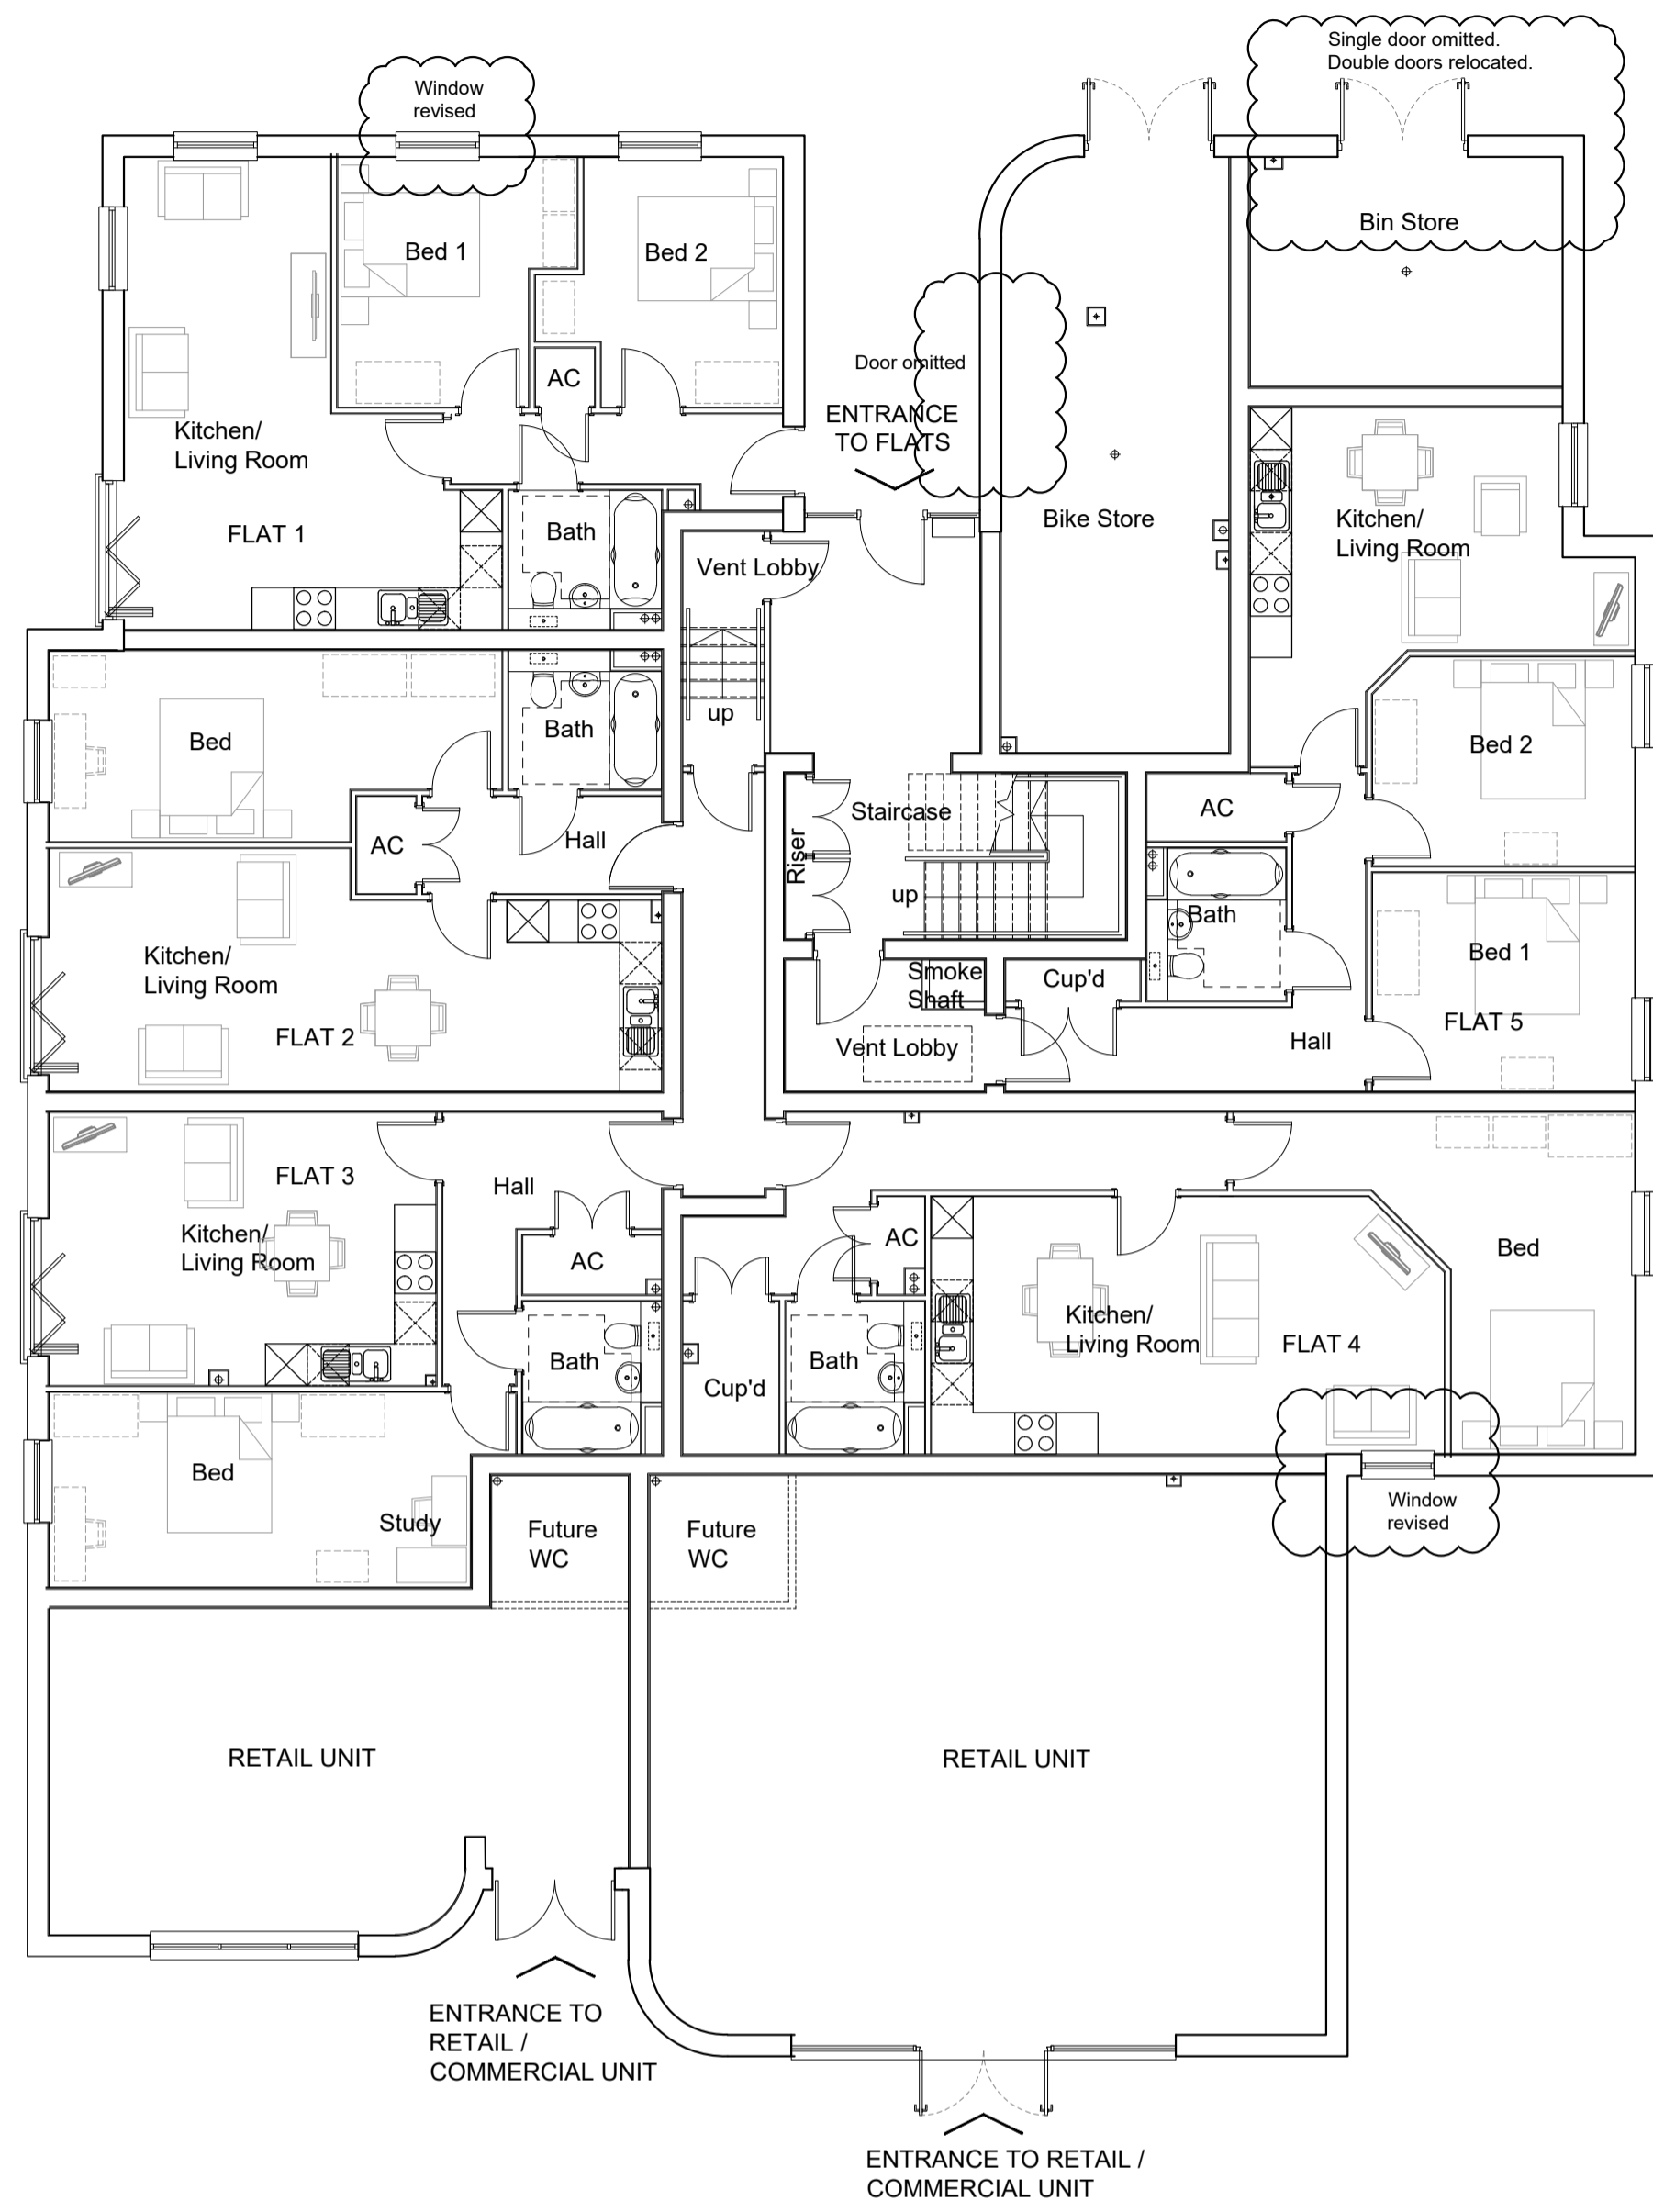 Single door omitted.
Double doors relocated.
Window
revised
Bin Store
Bed 1
Bed 2
Door omitted
AC
ENTRANCE
TO FLATS
Kitchen/
Living Room
FLAT 1
Bath
Bike Store
Kitchen/
Living Room
Vent Lobby
up
Bath
Bed
Bed 2
AC
Hall
Riser
Staircase
up
AC
Bath
Bed 1
Kitchen/
Living Room
FLAT 2
Smoke
Shaft
Cup'd
FLAT 5
Vent Lobby
Hall
FLAT 3
Hall
Kitchen/
Living Room
AC
AC
Bed
Kitchen/
Living Room
FLAT 4
Bath
Bath
Cup'd
Bed
Study
Future
WC
Future
WC
Window
revised
RETAIL UNIT
RETAIL UNIT
ENTRANCE TO
RETAIL /
COMMERCIAL UNIT
ENTRANCE TO RETAIL /
COMMERCIAL UNIT